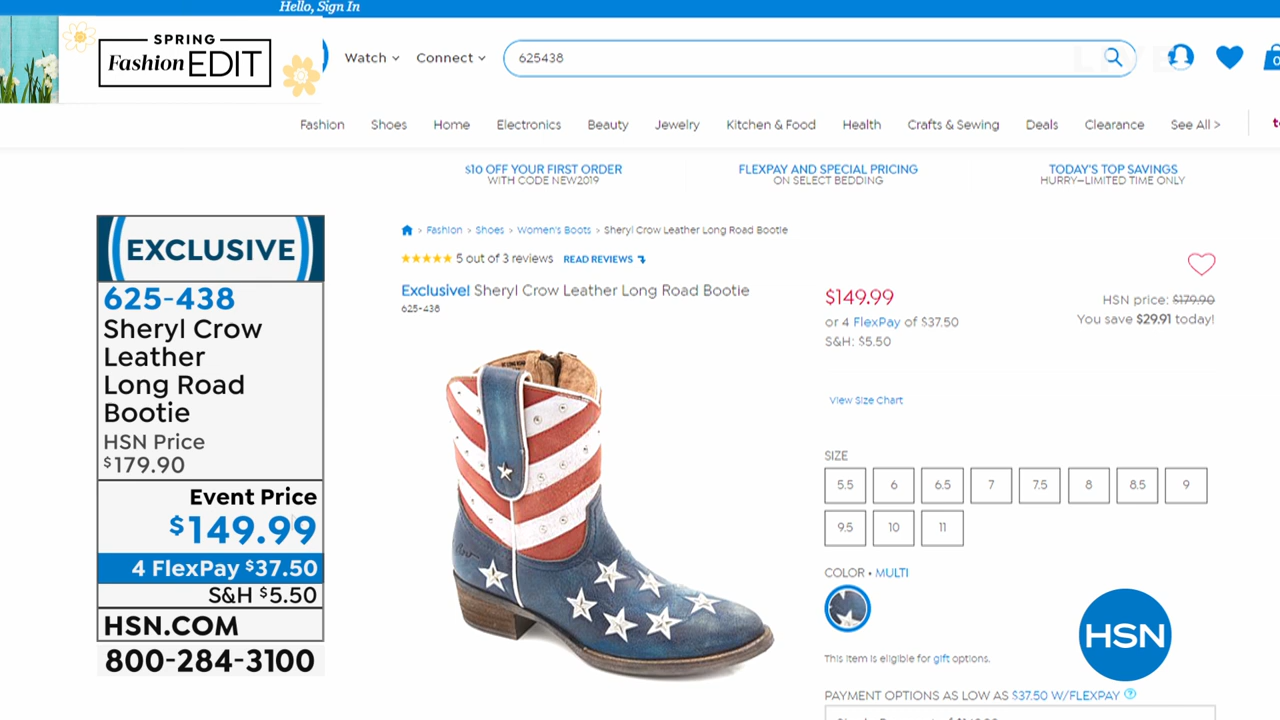 Hello, Sign In
SPRING
Fashion EDIT
Watch
Connect
625438
0
Fashion
Shoes
Home
Electronics
Beauty
Jewelry
Kitchen & Food
Health
Crafts & Sewing
Deals
Clearance
See All >
$10 OFF YOUR FIRST ORDER
WITH CODE NEW2019
FLEXPAY AND SPECIAL PRICING
ON SELECT BEDDING
TODAY'S TOP SAVINGS
HURRY—LIMITED TIME ONLY
EXCLUSIVE
625-438
Sheryl Crow
Leather
Long Road
Bootie
HSN Price
$179.90
Event Price
$149.99
4 FlexPay $37.50
S&H $5.50
HSN.COM
800-284-3100
> Fashion > Shoes > Women's Boots > Sheryl Crow Leather Long Road Bootie
5 out of 3 reviews READ REVIEWS
Exclusive! Sheryl Crow Leather Long Road Bootie
625-438
$149.99
or 4 FlexPay of $37.50
S&H: $5.50
HSN price: $179.90
You save $29.91 today!
View Size Chart
SIZE
5.5 6 6.5 7 7.5 8 8.5 9
9.5 10 11
COLOR • MULTI
This item is eligible for gift options.
HSN
PAYMENT OPTIONS AS LOW AS $37.50 W/FLEXPAY ?